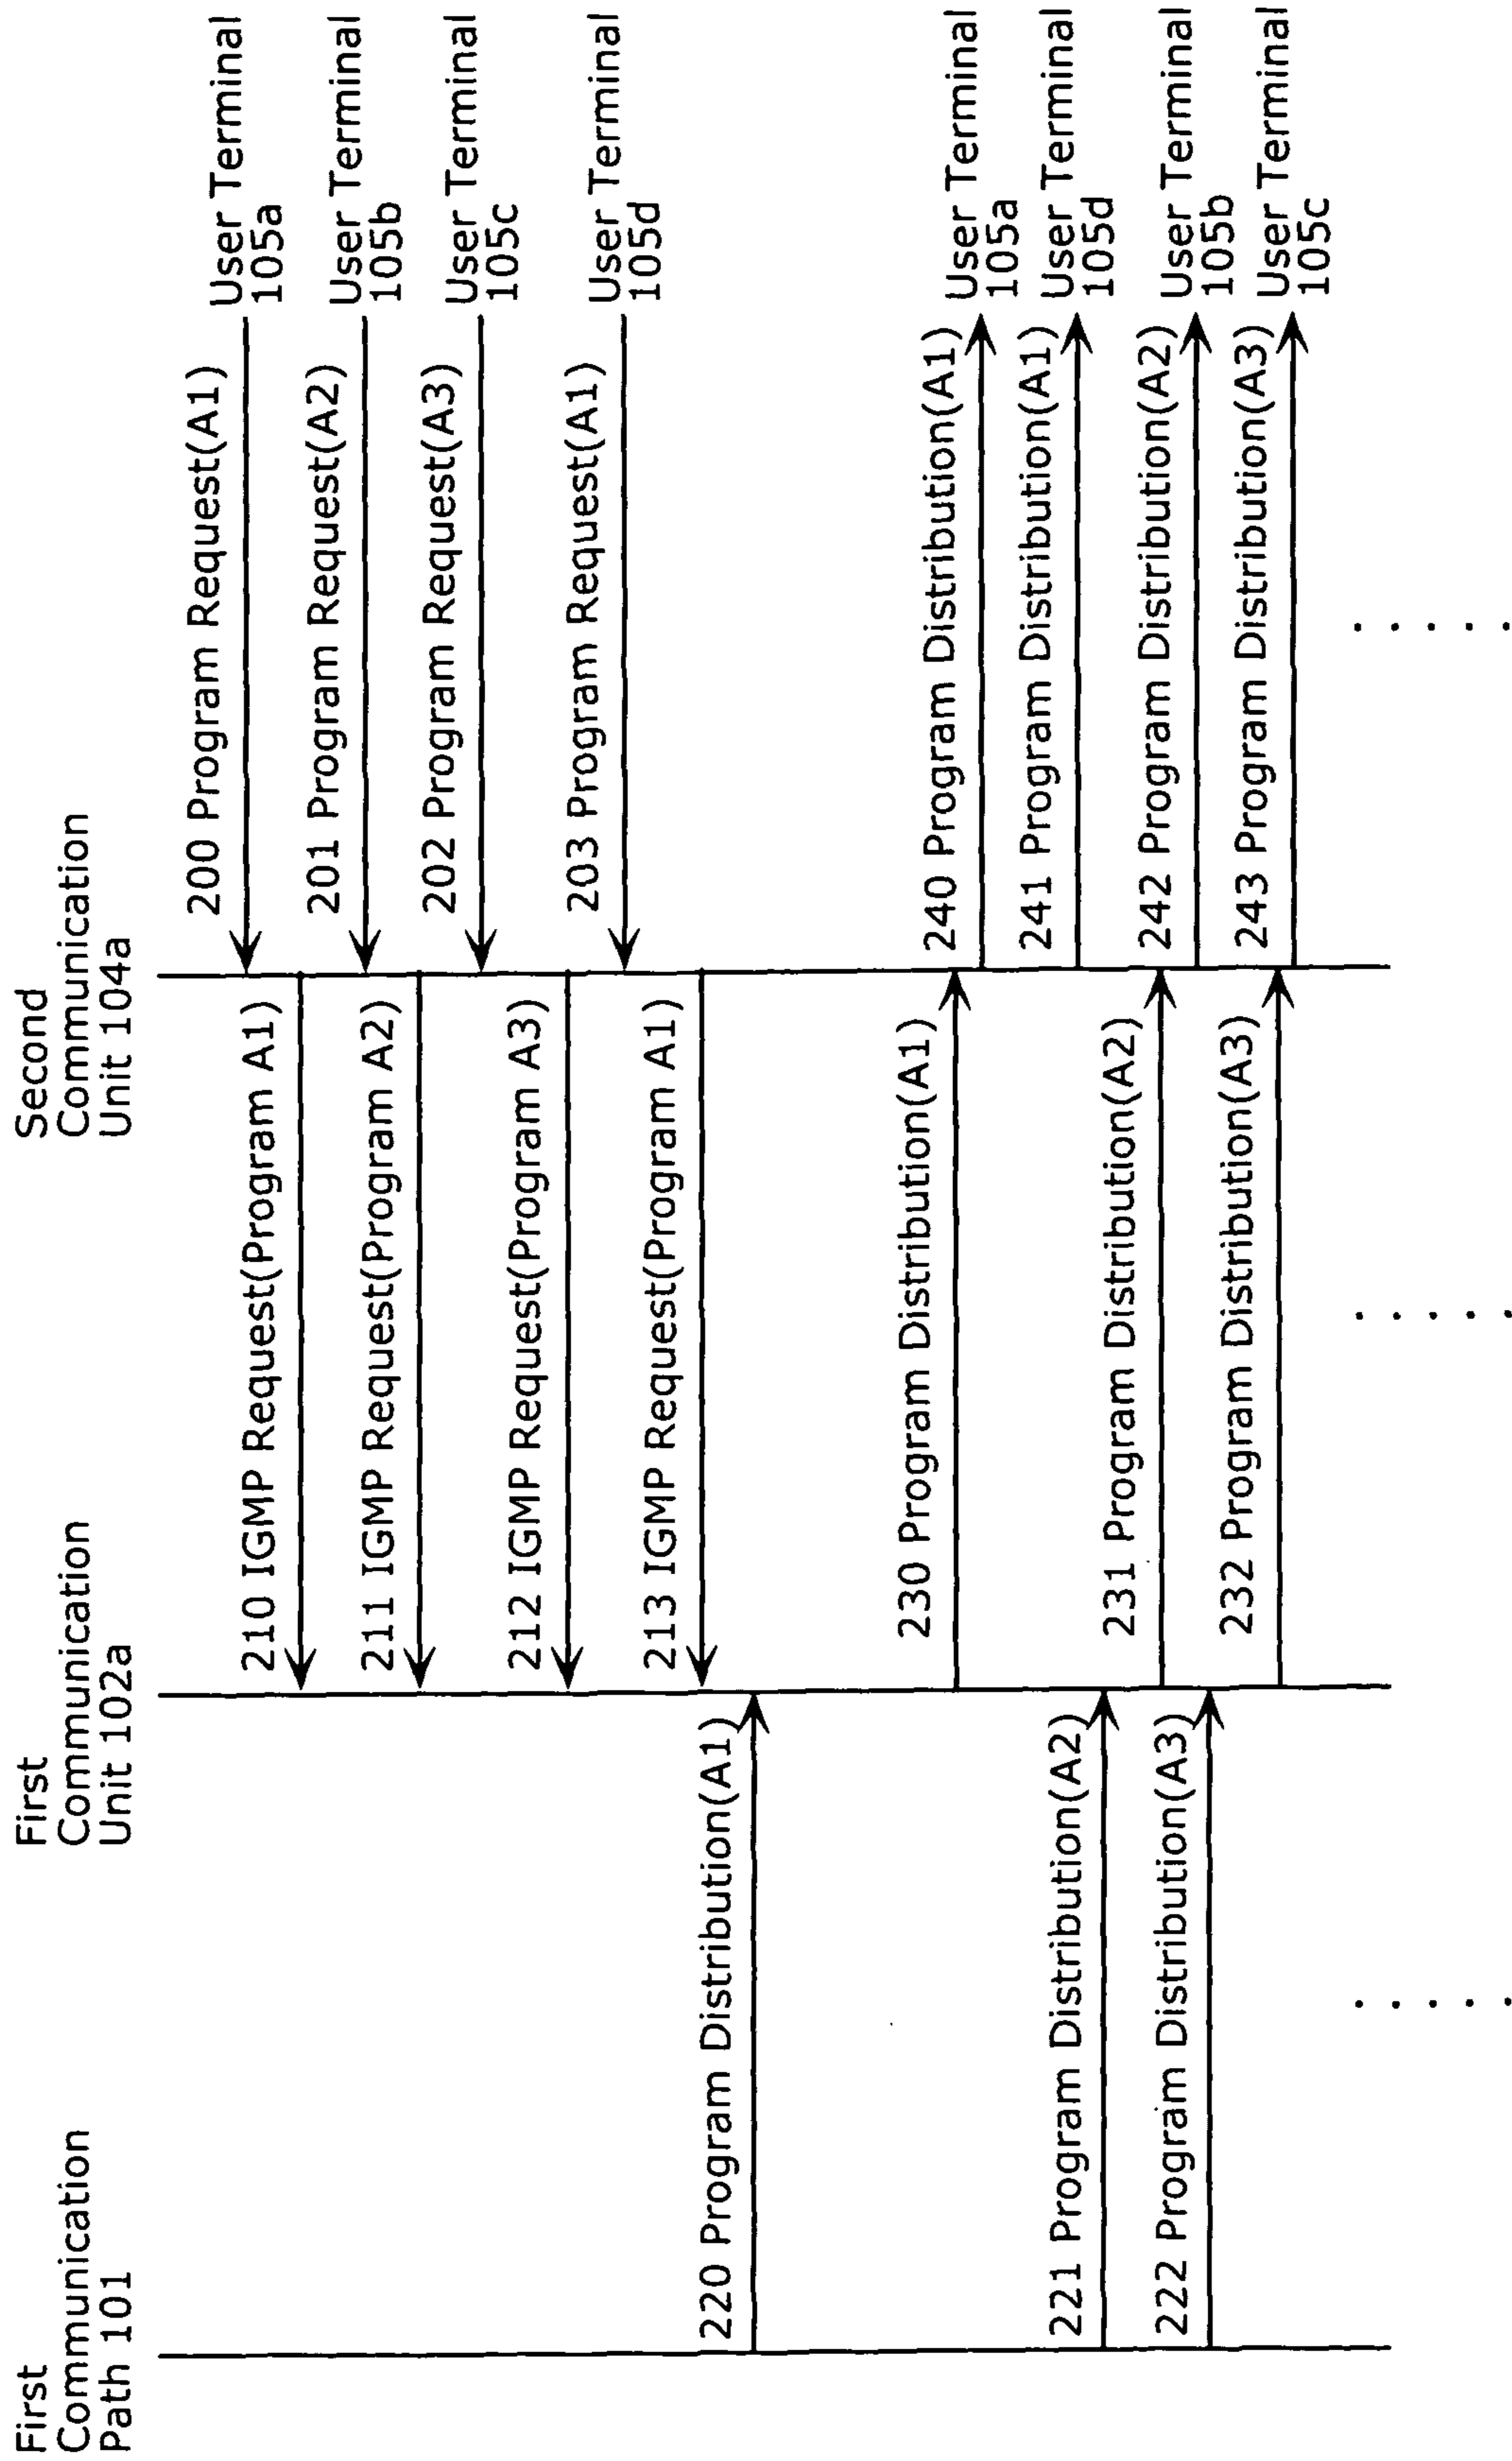 First
Communication
Path 101
First
Communication
Unit 102a
Second
Communication
Unit 104a
200 Program Request(A1)
User Terminal
105a
210 IGMP Request(Program A1)
201 Program Request(A2)
User Terminal
105b
211 IGMP Request(Program A2)
202 Program Request(A3)
User Terminal
105c
212 IGMP Request(Program A3)
203 Program Request(A1)
User Terminal
105d
213 IGMP Request(Program A1)
220 Program Distribution(A1)
230 Program Distribution(A1)
240 Program Distribution(A1)
User Terminal
105a
241 Program Distribution(A1)
User Terminal
105d
221 Program Distribution(A2)
231 Program Distribution(A2)
242 Program Distribution(A2)
User Terminal
105b
222 Program Distribution(A3)
232 Program Distribution(A3)
243 Program Distribution(A3)
User Terminal
105c